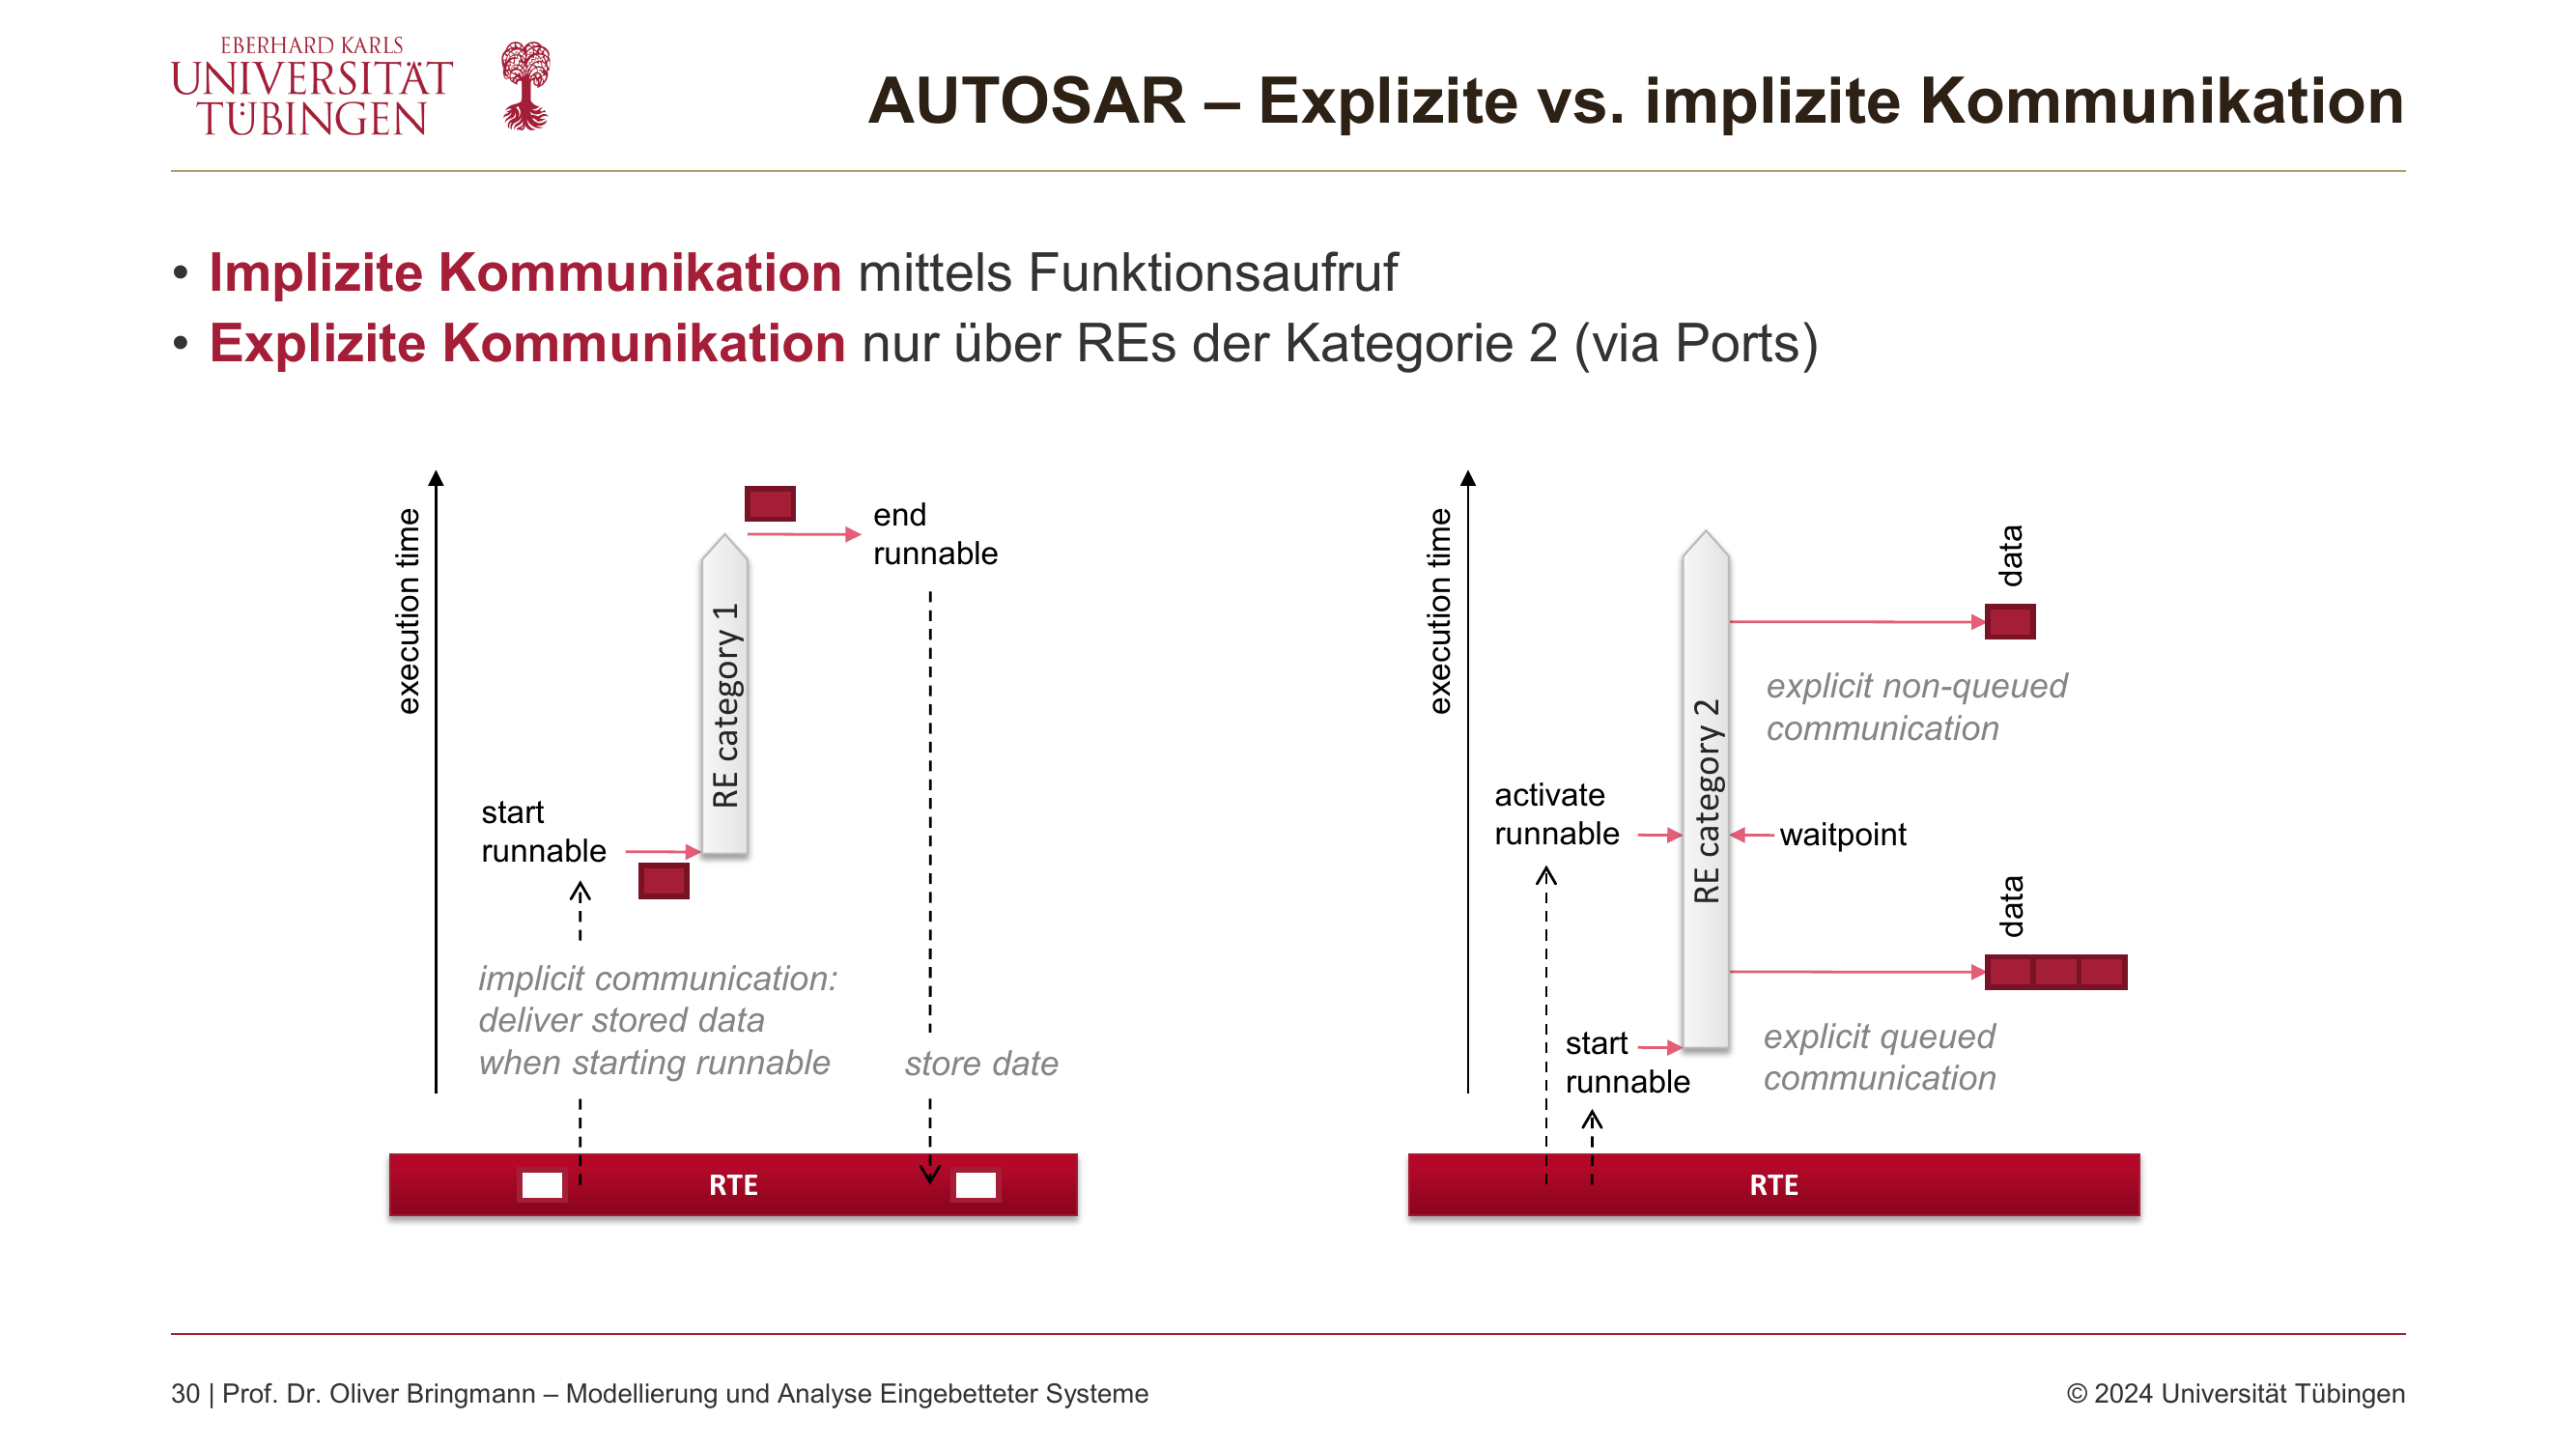 EBERHARD KARLS
UNIVERSITÄT
TÜBINGEN
AUTOSAR – Explizite vs. implizite Kommunikation
• Implizite Kommunikation mittels Funktionsaufruf
• Explizite Kommunikation nur über REs der Kategorie 2 (via Ports)
execution time
end
runnable
RE category 1
start
runnable
implicit communication:
deliver stored data
when starting runnable
store date
RTE
execution time
data
explicit non-queued
communication
RE category 2
activate
runnable
waitpoint
data
start
runnable
explicit queued
communication
RTE
30 | Prof. Dr. Oliver Bringmann – Modellierung und Analyse Eingebetteter Systeme
© 2024 Universität Tübingen